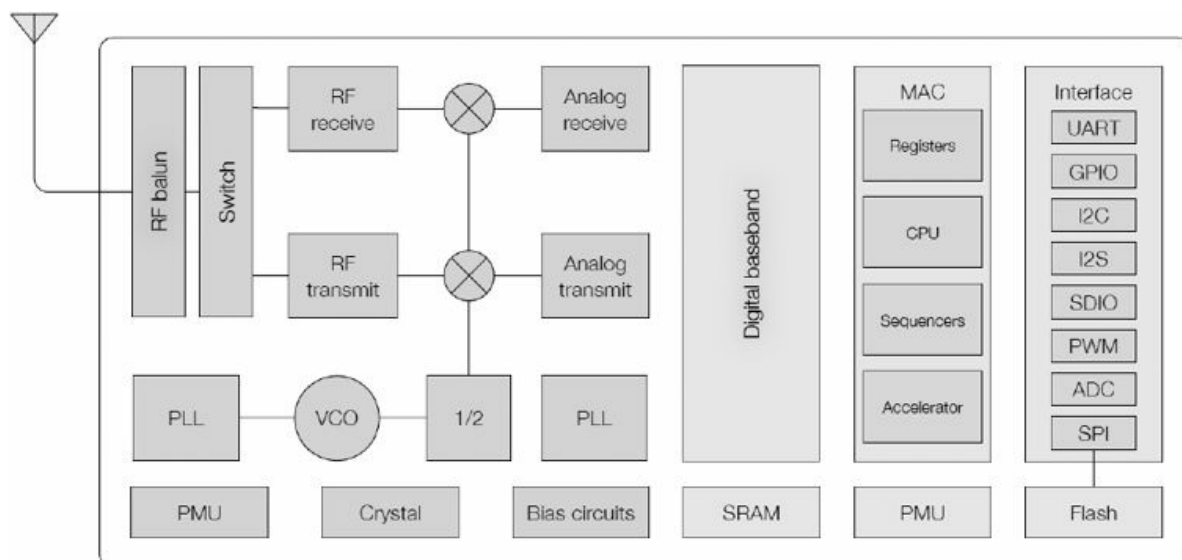 RF balun
Switch
RF
receive
Analog
receive
RF
transmit
Analog
transmit
PLL
VCO
1/2
PLL
PMU
Crystal
Bias circuits
Digital baseband
SRAM
MAC
Registers
CPU
Sequencers
Accelerator
PMU
Interface
UART
GPIO
I2C
I2S
SDIO
PWM
ADC
SPI
Flash